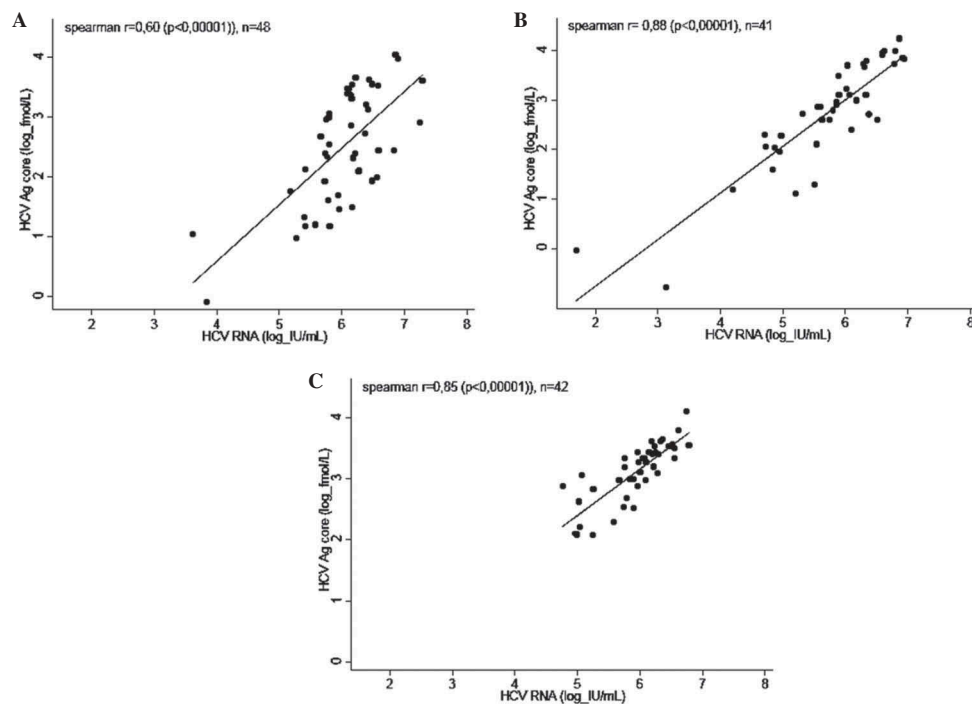 A
spearman r=0,60 (p<0,00001)), n=48
HCV Ag core (log_fmol/L)
4
3
2
1
0
2 3 4 5 6 7 8
HCV RNA (log_IU/mL)
B
spearman r= 0,88 (p<0,00001), n=41
HCV Ag core (log_fmol/L)
4
3
2
1
0
2 3 4 5 6 7 8
HCV RNA (log_IU/mL)
C
spearman r=0,85 (p<0,00001)), n=42
HCV Ag core (log_fmol/L)
4
3
2
1
0
2 3 4 5 6 7 8
HCV RNA (log_IU/mL)